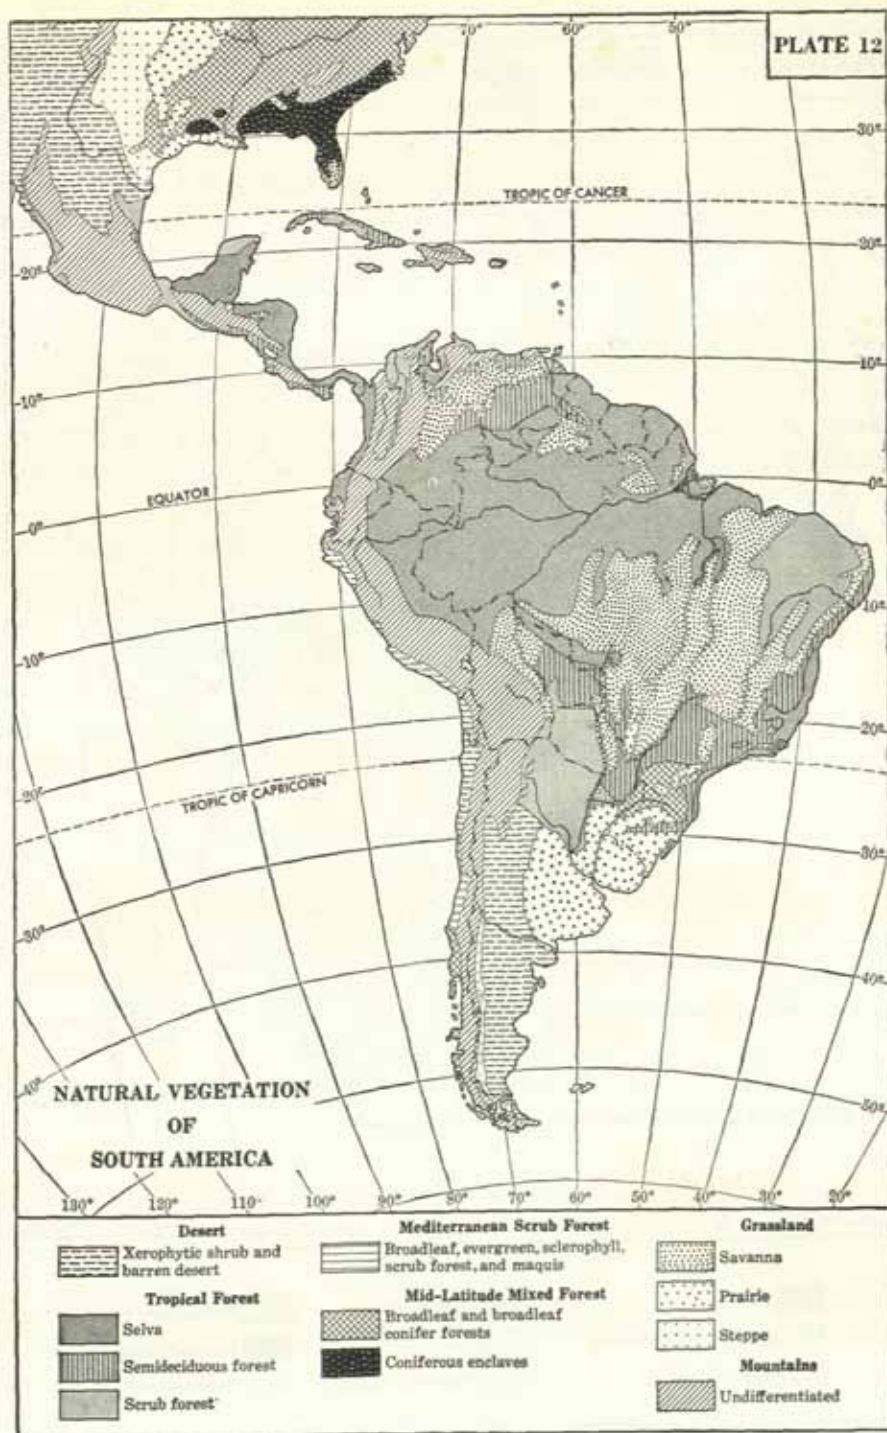 70° 60° 50°
PLATE 12
30°
TROPIC OF CANCER
20° 20°
10° 10°
EQUATOR
0° 0°
10° 10°
20° 20°
TROPIC OF CAPRICORN
30° 30°
40° 40°
50°
NATURAL VEGETATION
OF
SOUTH AMERICA
130° 120° 110° 100° 90° 80° 70° 60° 50° 40° 30° 20°
Desert
Xerophytic shrub and
barren desert
Tropical Forest
Selva
Semideciduous forest
Scrub forest
Mediterranean Scrub Forest
Broadleaf, evergreen, sclerophyll,
scrub forest, and maquis
Mid-Latitude Mixed Forest
Broadleaf and broadleaf
conifer forests
Coniferous enclaves
Grassland
Savanna
Prairie
Steppe
Mountains
Undifferentiated